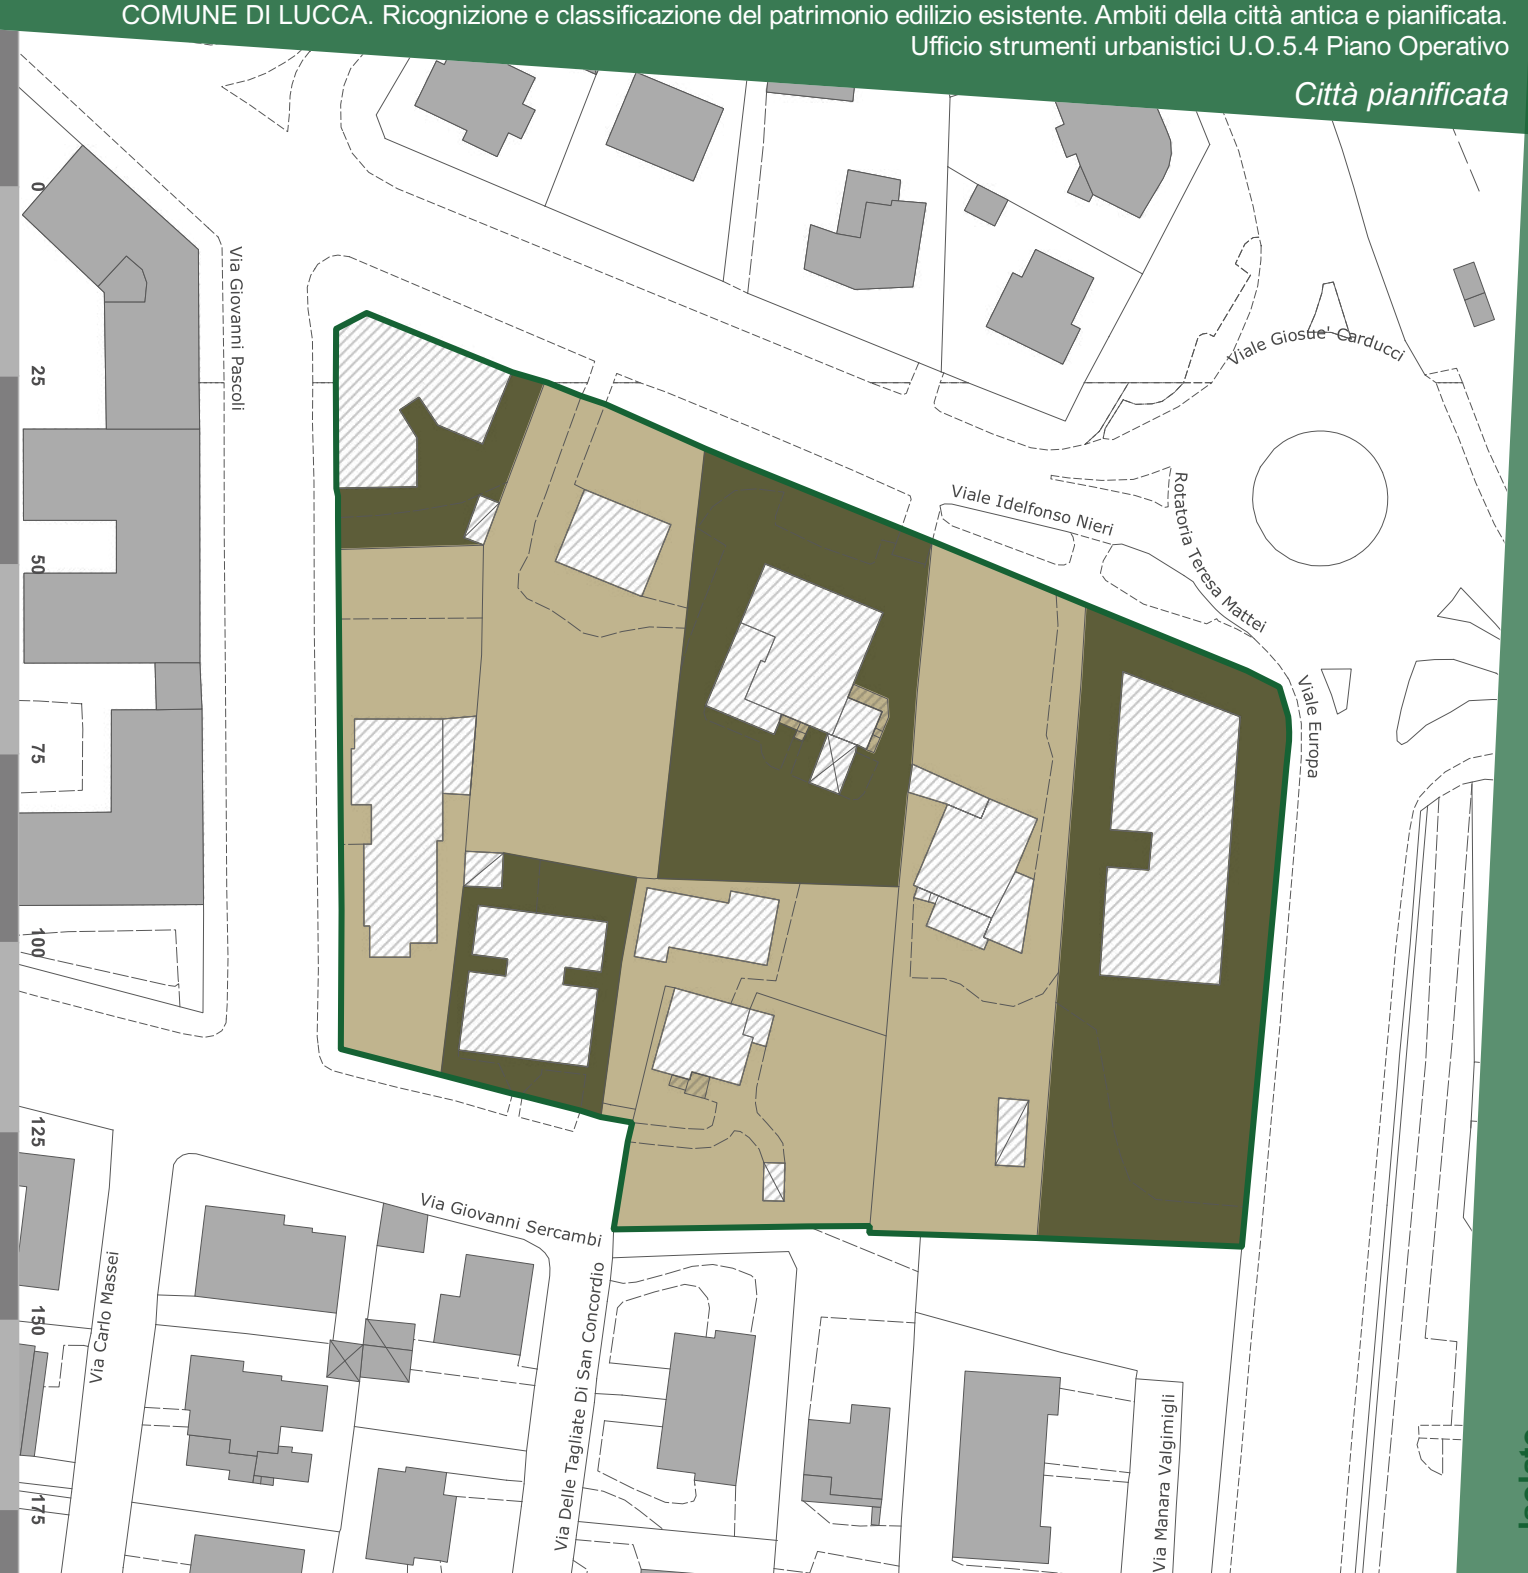 COMUNE DI LUCCA. Ricognizione e classificazione del patrimonio edilizio esistente. Ambiti della città antica e pianificata.
Ufficio strumenti urbanistici U.O.5.4 Piano Operativo
Città pianificata
0
25
50
75
100
125
150
175
Via Giovanni Pascoli
Viale Giosue' Carducci
Viale Idelfonso Nieri
Rotatoria Teresa Mattei
Viale Europa
Via Giovanni Sercambi
Via Carlo Massei
Via Delle Tagliate Di San Concordio
Via Manara Valgimigli